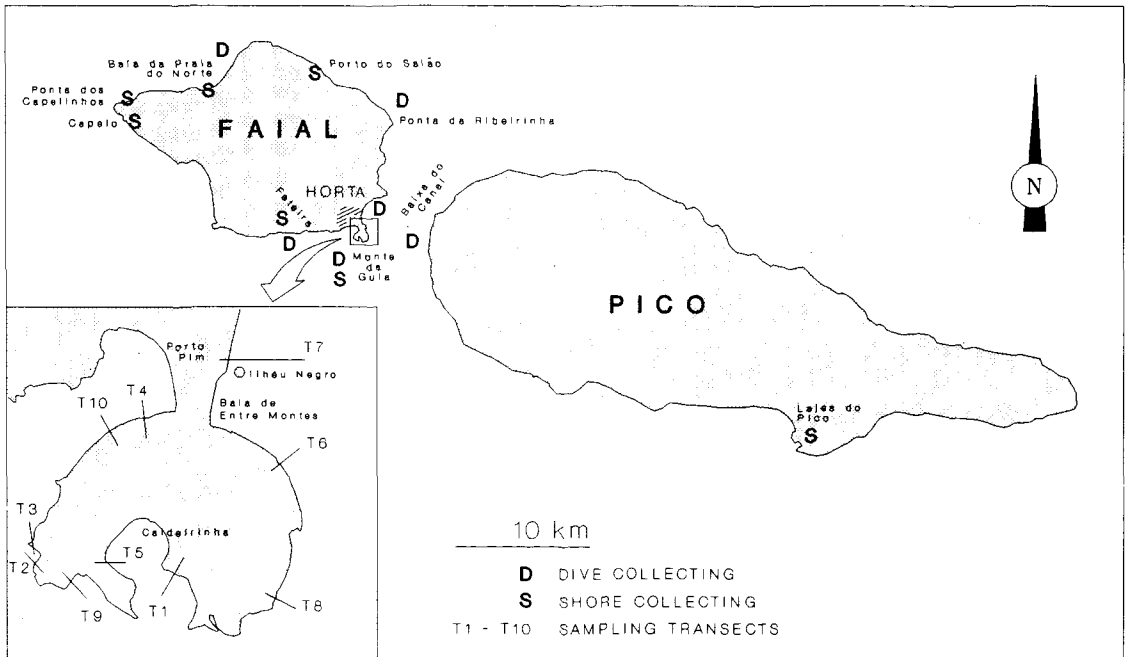 D
Baía da Praia
do Norte
S
S
Porto do Salão
Ponta dos
Capelinhos
S
Capelo
S
D
Ponta da Ribeirinha
FAIAL
HORTA
Feteira
S
D
D
Baixa do
Canal
D
D
S
Monte
da
Guia
N
PICO
Lajes do
Pico
S
Porto
Pim
T7
Ilhéu Negro
Baia de
Entre Montes
T4
T10
T6
T3
T2
Caldeirinha
T5
T9
T1
T8
10 km
D DIVE COLLECTING
S SHORE COLLECTING
T1 - T10 SAMPLING TRANSECTS